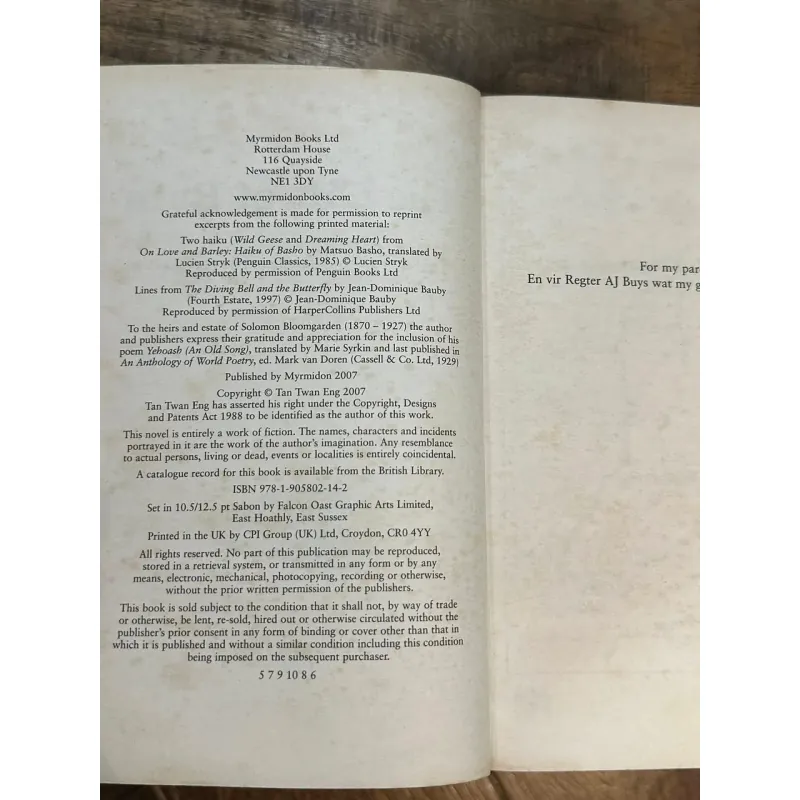 Myrmidon Books Ltd
Rotterdam House
116 Quayside
Newcastle upon Tyne
NE1 3DY
www.myrmidonbooks.com
Grateful acknowledgement is made for permission to reprint
excerpts from the following printed material:
Two haiku (Wild Geese and Dreaming Heart) from
On Love and Barley: Haiku of Basho by Matsuo Basho, translated by
Lucien Stryk (Penguin Classics, 1985) © Lucien Stryk
Reproduced by permission of Penguin Books Ltd
Lines from The Diving Bell and the Butterfly by Jean-Dominique Bauby
(Fourth Estate, 1997) © Jean-Dominique Bauby
Reproduced by permission of HarperCollins Publishers Ltd
To the heirs and estate of Solomon Bloomgarden (1870 – 1927) the author
and publishers express their gratitude and appreciation for the inclusion of his
poem Yehoash (An Old Song), translated by Marie Syrkin and last published in
An Anthology of World Poetry, ed. Mark van Doren (Cassell & Co. Ltd, 1929)
Published by Myrmidon 2007
Copyright © Tan Twan Eng 2007
Tan Twan Eng has asserted his right under the Copyright, Designs
and Patents Act 1988 to be identified as the author of this work.
This novel is entirely a work of fiction. The names, characters and incidents
portrayed in it are the work of the author's imagination. Any resemblance
to actual persons, living or dead, events or localities is entirely coincidental.
A catalogue record for this book is available from the British Library.
ISBN 978-1-905802-14-2
Set in 10.5/12.5 pt Sabon by Falcon Oast Graphic Arts Limited,
East Hoathly, East Sussex
Printed in the UK by CPI Group (UK) Ltd, Croydon, CR0 4YY
All rights reserved. No part of this publication may be reproduced,
stored in a retrieval system, or transmitted in any form or by any
means, electronic, mechanical, photocopying, recording or otherwise,
without the prior written permission of the publishers.
This book is sold subject to the condition that it shall not, by way of trade
or otherwise, be lent, re-sold, hired out or otherwise circulated without the
publisher's prior consent in any form of binding or cover other than that in
which it is published and without a similar condition including this condition
being imposed on the subsequent purchaser.
5 7 9 10 8 6
For my par
En vir Regter AJ Buys wat my g